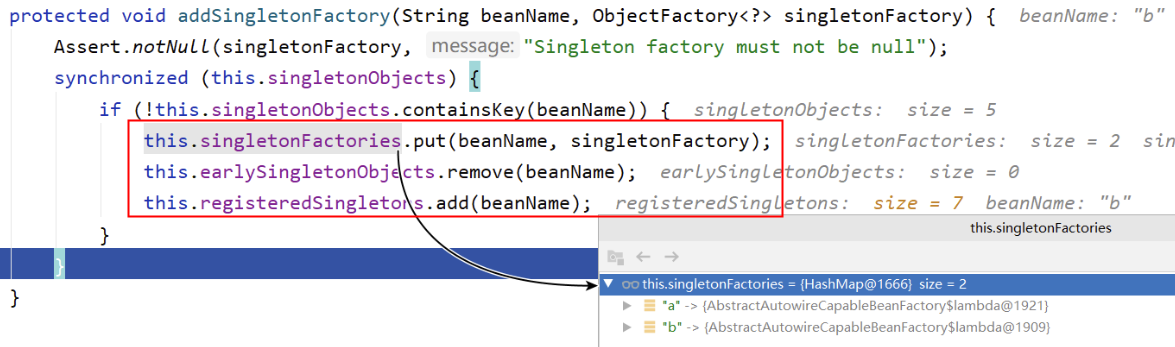 protected void addSingletonFactory(String beanName, ObjectFactory<?> singletonFactory) {  beanName: "b"
Assert.notNull(singletonFactory, message: "Singleton factory must not be null");
synchronized (this.singletonObjects) {
if (!this.singletonObjects.containsKey(beanName)) {  singletonObjects:  size = 5
this.singletonFactories.put(beanName, singletonFactory);  singletonFactories:  size = 2  sin
this.earlySingletonObjects.remove(beanName);  earlySingletonObjects:  size = 0
this.registeredSingletons.add(beanName);  registeredSingletons:  size = 7  beanName: "b"
}
this.singletonFactories
}
this.singletonFactories = {HashMap@1666}  size = 2
}
"a" -> {AbstractAutowireCapableBeanFactory$lambda@1921}
"b" -> {AbstractAutowireCapableBeanFactory$lambda@1909}